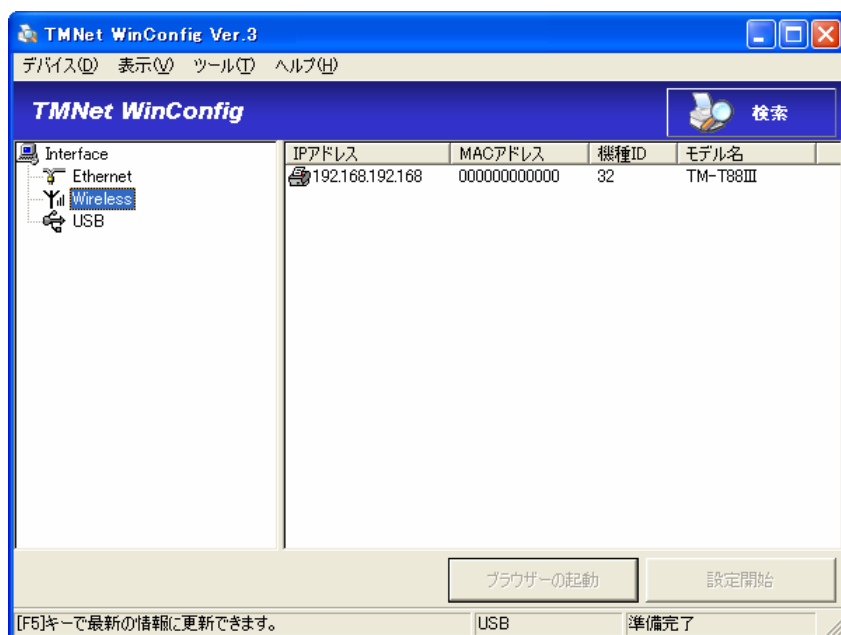 TMNet WinConfig Ver.3
デバイス(D) 表示(V) ツール(T) ヘルプ(H)
TMNet WinConfig
検索
Interface
Ethernet
Wireless
USB
IPアドレス MACアドレス 機種ID モデル名
192.168.192.168 000000000000 32 TM-T88Ⅲ
ブラウザーの起動 設定開始
[F5]キーで最新の情報に更新できます。 USB 準備完了